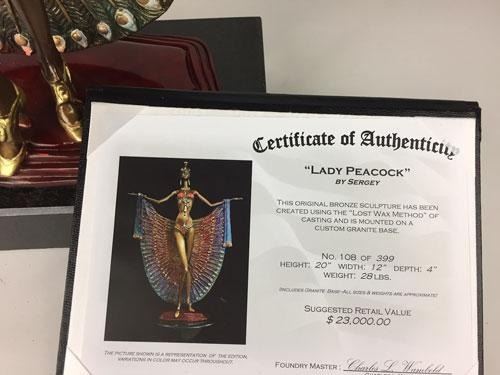 Certificate of Authenticity
"LADY PEACOCK"
BY SERGEY
THIS ORIGINAL BRONZE SCULPTURE HAS BEEN
CREATED USING THE "LOST WAX METHOD" OF
CASTING AND IS MOUNTED ON A
CUSTOM GRANITE BASE.
No. 108 OF 399
HEIGHT: 20" WIDTH: 12" DEPTH: 4"
WEIGHT: 28LBS.
(INCLUDES GRANITE BASE-ALL SIZES & WEIGHTS ARE APPROXIMATE)
SUGGESTED RETAIL VALUE
$ 23,000.00
THE PICTURE SHOWN IS A REPRESENTATION OF THE EDITION,
VARIATIONS IN COLOR MAY OCCUR THROUGHOUT.
FOUNDRY MASTER: Charles L.